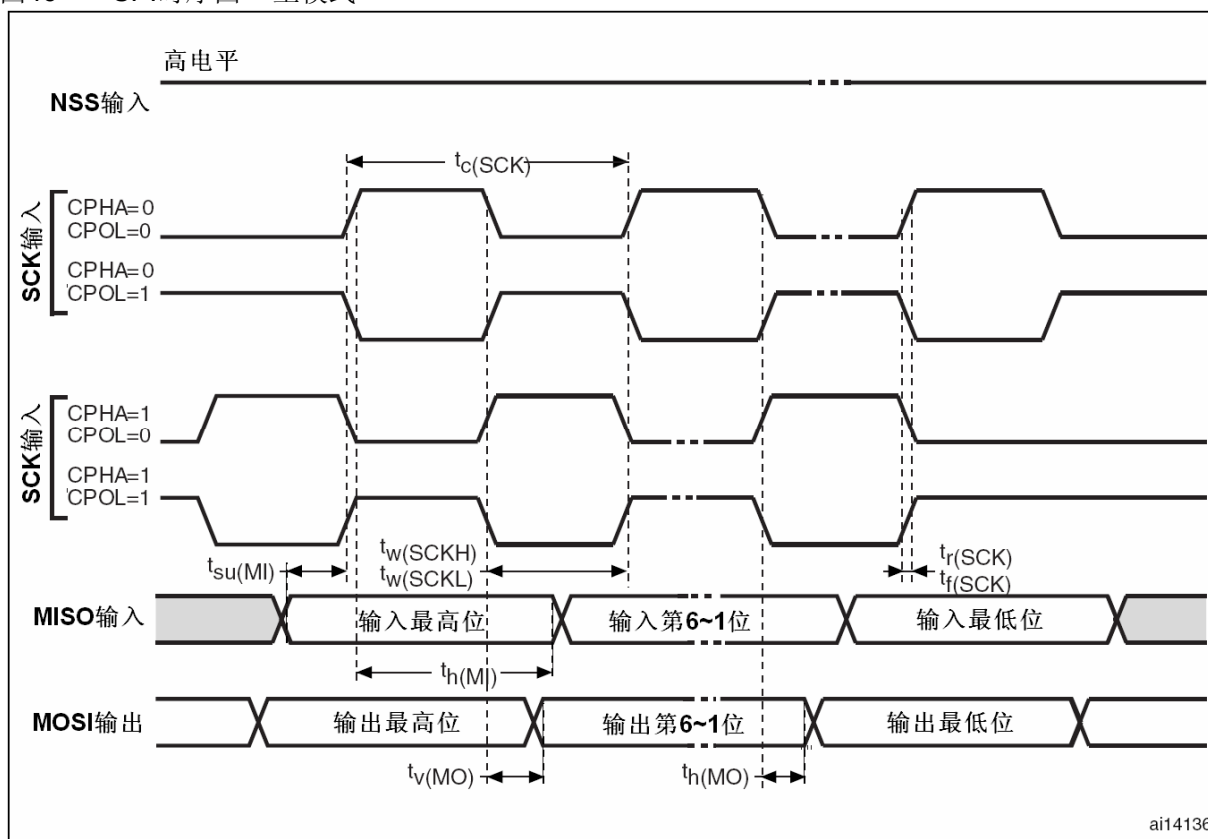 高电平
NSS输入
tc(SCK)
SCK输入
CPHA=0
CPOL=0
CPHA=0
CPOL=1
SCK输入
CPHA=1
CPOL=0
CPHA=1
CPOL=1
tsu(MI)
tw(SCKH)
tw(SCKL)
tr(SCK)
tf(SCK)
MISO输入
输入最高位
输入第6~1位
输入最低位
th(MI)
MOSI输出
输出最高位
输出第6~1位
输出最低位
tv(MO)
th(MO)
ai14136